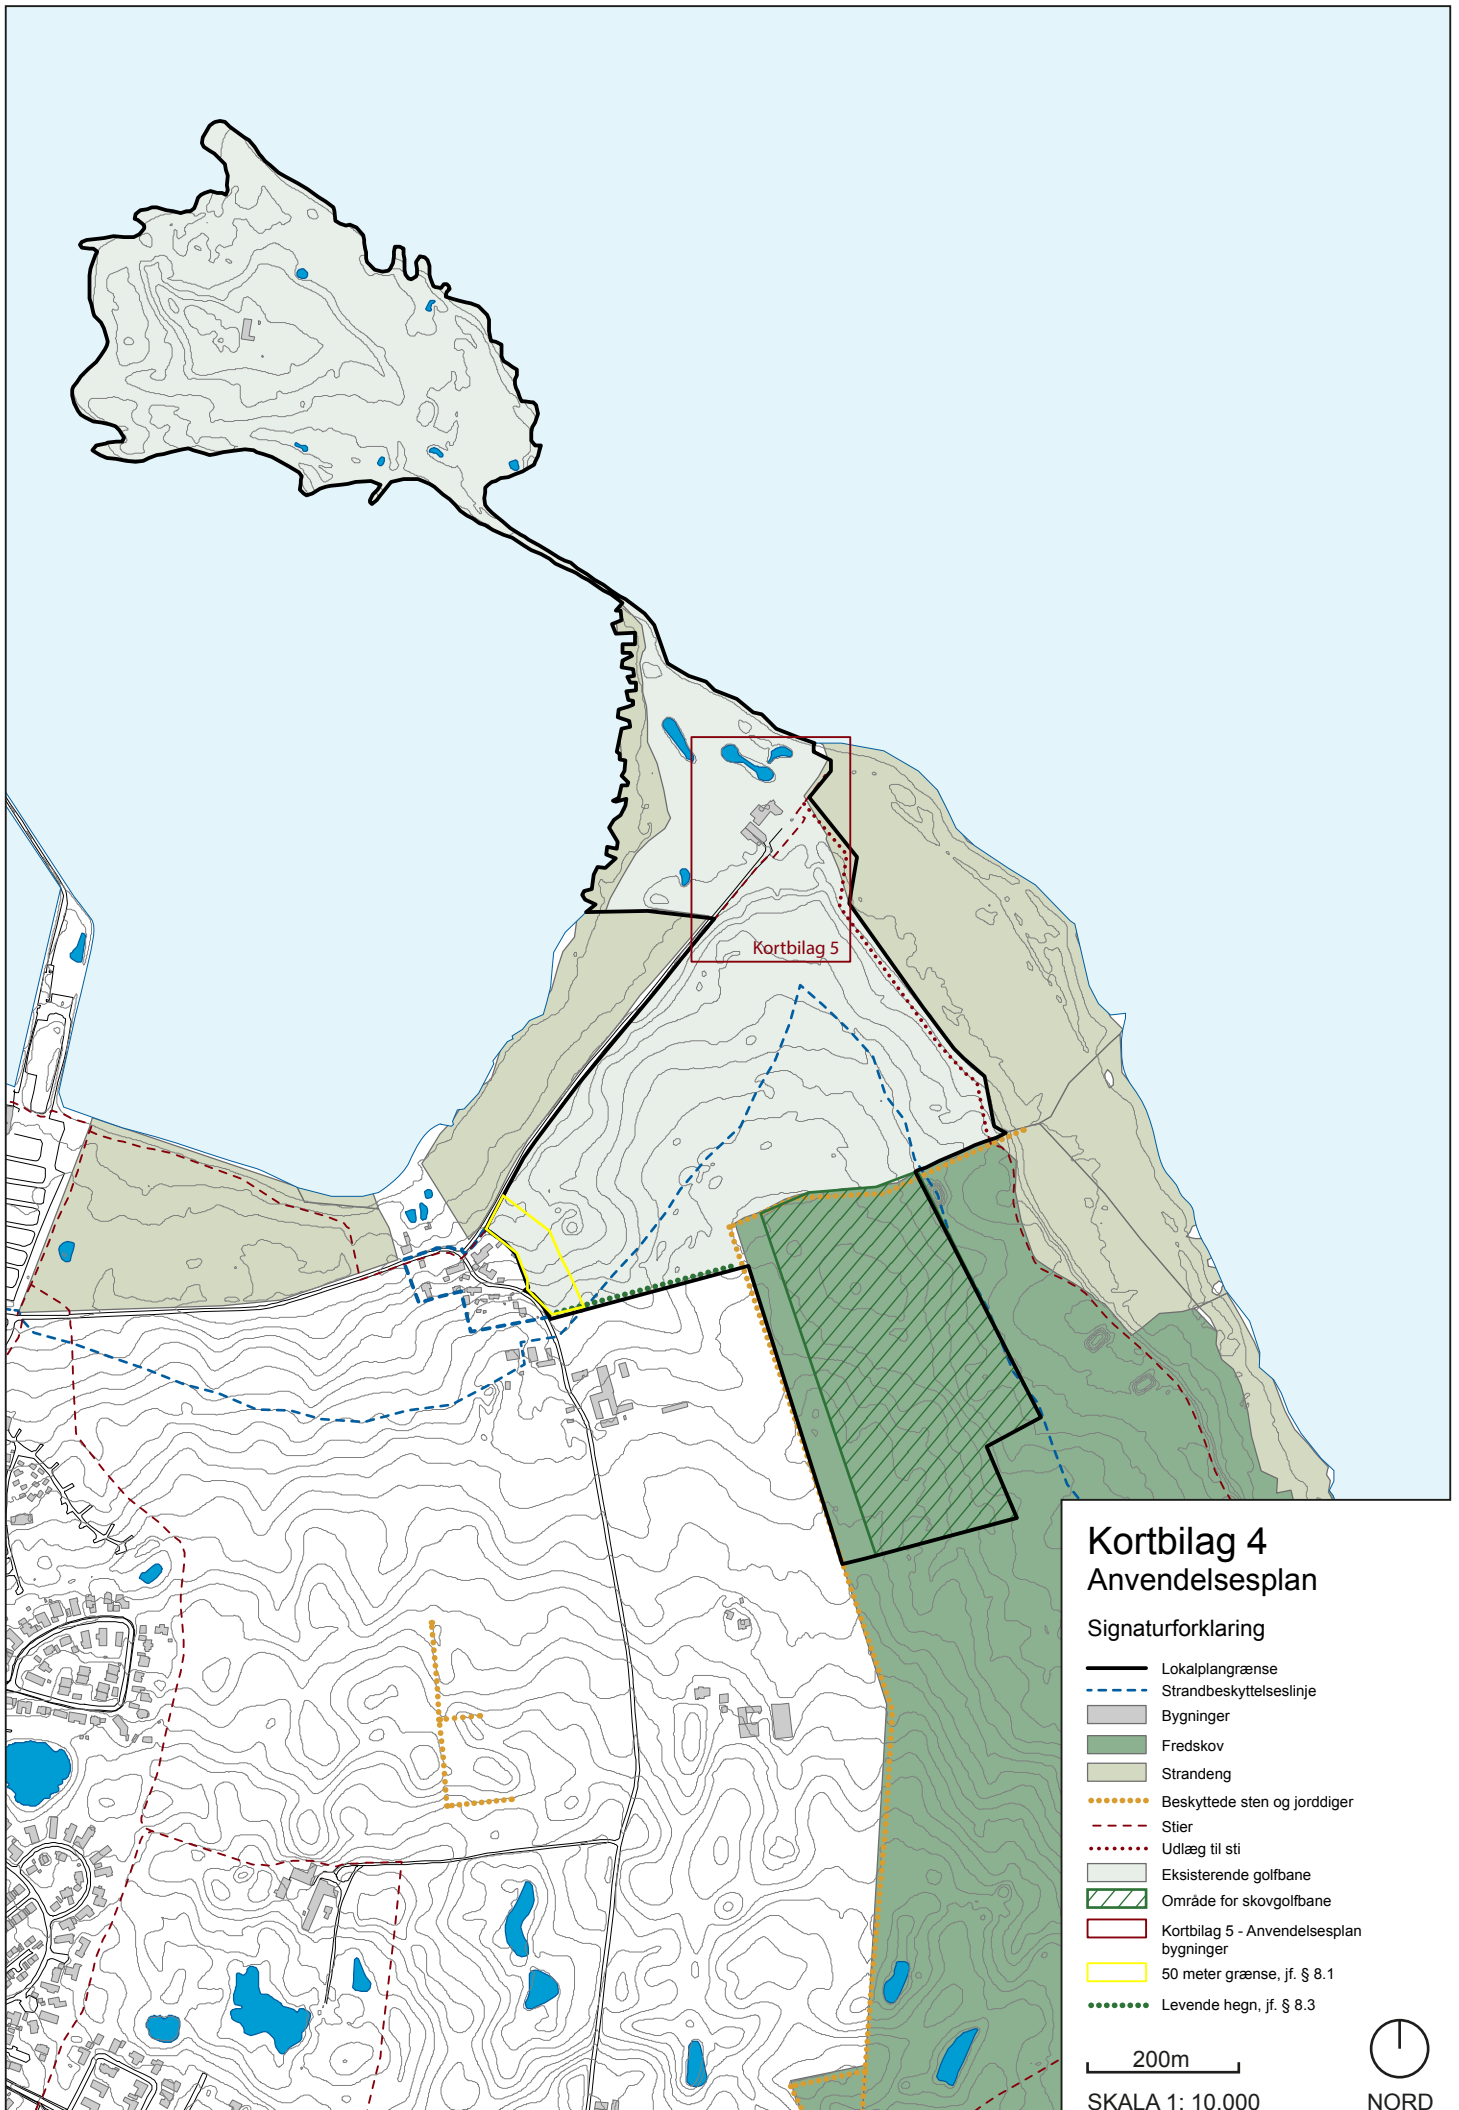 Kortbilag 5
Kortbilag 4
Anvendelsesplan
Signaturforklaring
Lokalplangrænse
Strandbeskyttelseslinje
Bygninger
Fredskov
Strandeng
Beskyttede sten og jorddiger
Stier
Udlæg til sti
Eksisterende golfbane
Område for skovgolfbane
Kortbilag 5 - Anvendelsesplan
bygninger
50 meter grænse, jf. § 8.1
Levende hegn, jf. § 8.3
200m
SKALA 1: 10.000
NORD